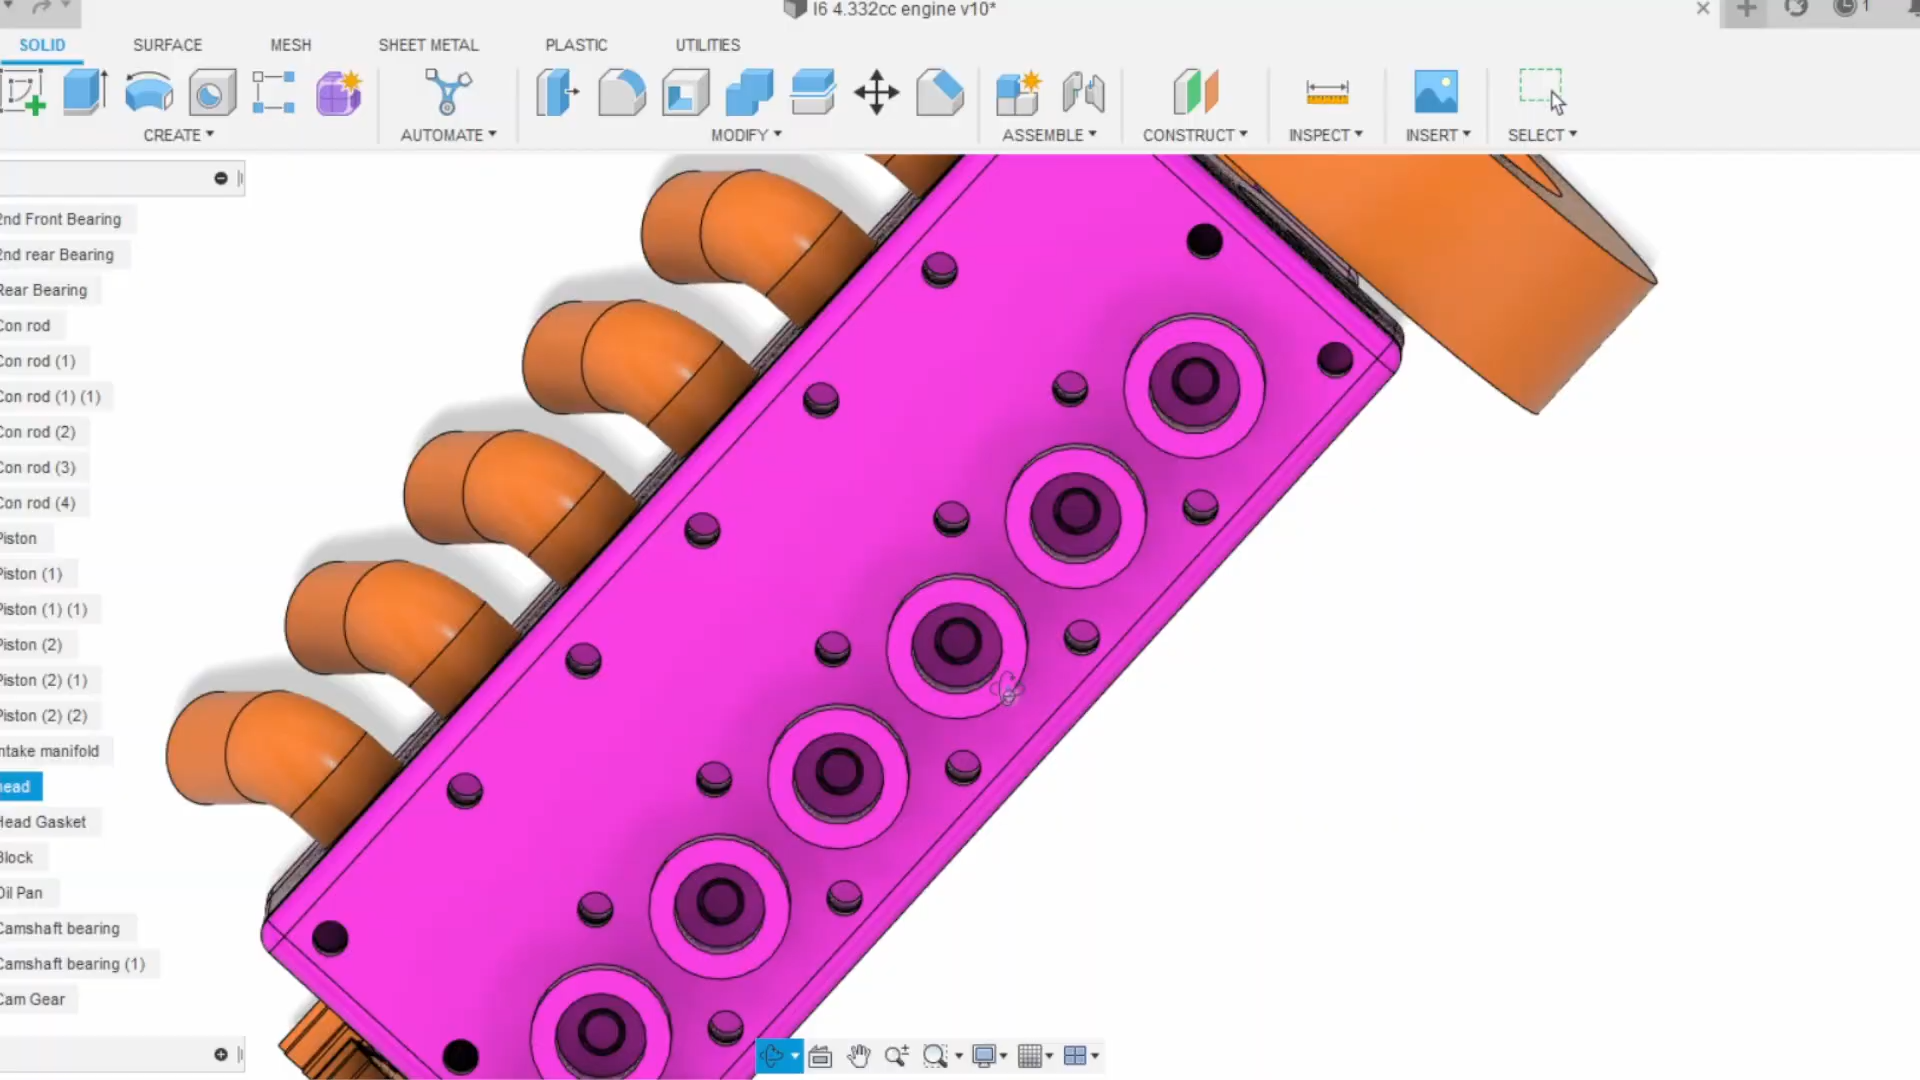 I6 4.332cc engine v10*
1
SOLID
SURFACE
MESH
SHEET METAL
PLASTIC
UTILITIES
CREATE
AUTOMATE
MODIFY
ASSEMBLE
CONSTRUCT
INSPECT
INSERT
SELECT
2nd Front Bearing
2nd rear Bearing
Rear Bearing
Con rod
Con rod (1)
Con rod (1) (1)
Con rod (2)
Con rod (3)
Con rod (4)
Piston
Piston (1)
Piston (1) (1)
Piston (2)
Piston (2) (1)
Piston (2) (2)
ntake manifold
head
Head Gasket
Block
Oil Pan
Camshaft bearing
Camshaft bearing (1)
Cam Gear